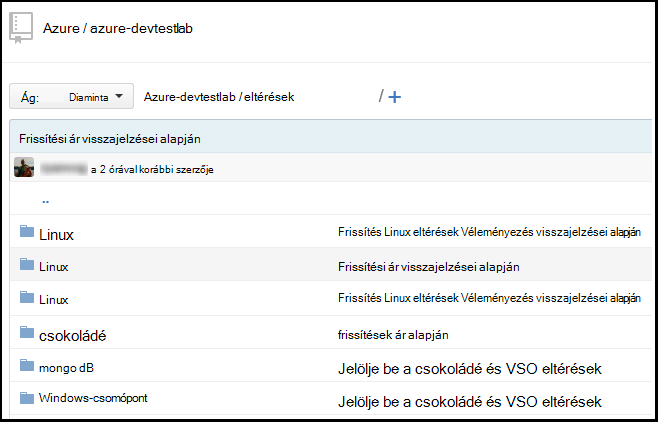 Azure / azure-devtestlab
Ág: Diaminta Azure-devtestlab / eltérések / +
Frissítési ár visszajelzései alapján
a 2 órával korábbi szerzője
..
Linux Frissítés Linux eltérések Véleményezés visszajelzései alapján
Linux Frissítési ár visszajelzései alapján
Linux Frissítés Linux eltérések Véleményezés visszajelzései alapján
csokoládé frissítések ár alapján
mongo dB Jelölje be a csokoládé és VSO eltérések
Windows-csomópont Jelölje be a csokoládé és VSO eltérések